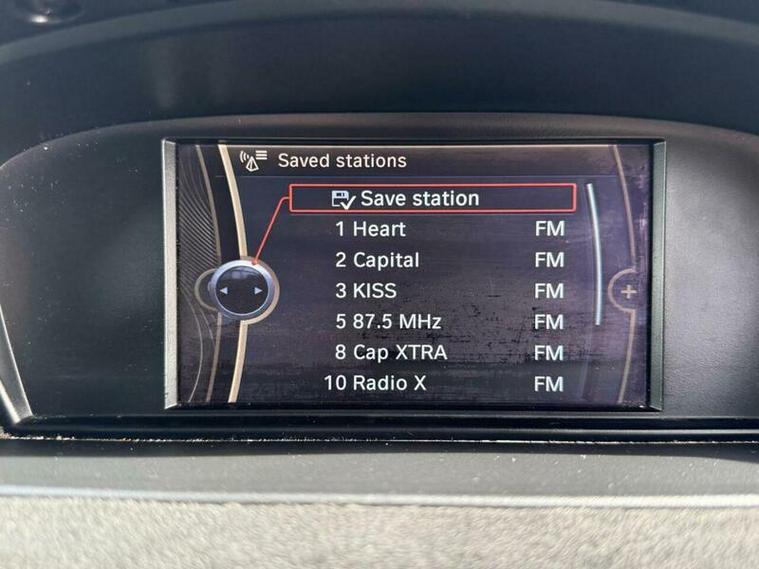 Saved stations
Save station
1 Heart FM
2 Capital FM
3 KISS FM
5 87.5 MHz FM
8 Cap XTRA FM
10 Radio X FM